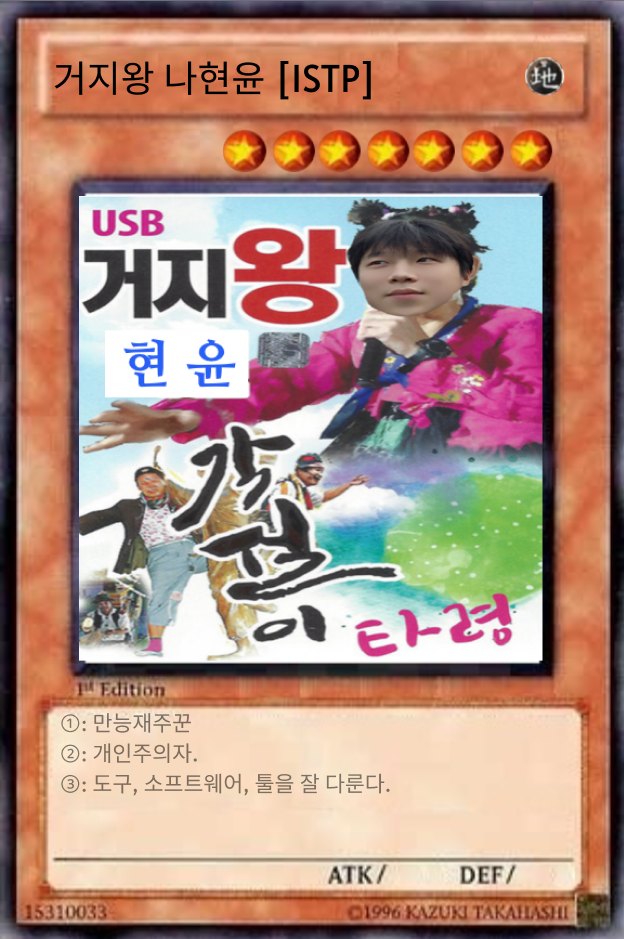 거지왕 나현윤 [ISTP]
地
USB
거지왕
현 윤
각설이
타령
1st Edition
①: 만능재주꾼
②: 개인주의자.
③: 도구, 소프트웨어, 툴을 잘 다룬다.
ATK/ DEF/
15310033 ©1996 KAZUKI TAKAHASHI